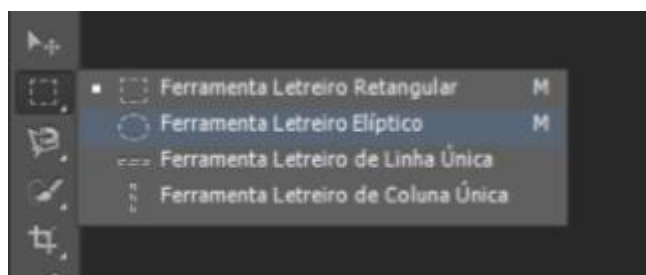 Ferramenta Letreiro Retangular M
Ferramenta Letreiro Elíptico M
Ferramenta Letreiro de Linha Única
Ferramenta Letreiro de Coluna Única